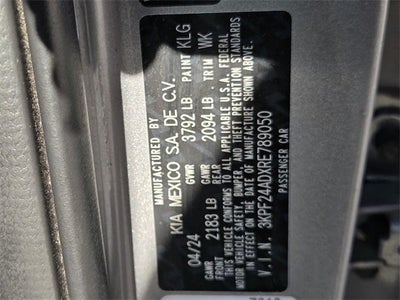 MANUFACTURED BY
KIA MEXICO S.A. DE C.V.
04/24 GVWR 3792 LB PAINT KLG
GAWR FRONT 2183 LB GAWR REAR 2094 LB TRIM WK
THIS VEHICLE CONFORMS TO ALL APPLICABLE U.S.A. FEDERAL
MOTOR VEHICLE SAFETY, BUMPER, AND THEFT PREVENTION STANDARDS
IN EFFECT ON THE DATE OF MANUFACTURE SHOWN ABOVE.
V.I.N. 3KPF24ADXRE789050
PASSENGER CAR